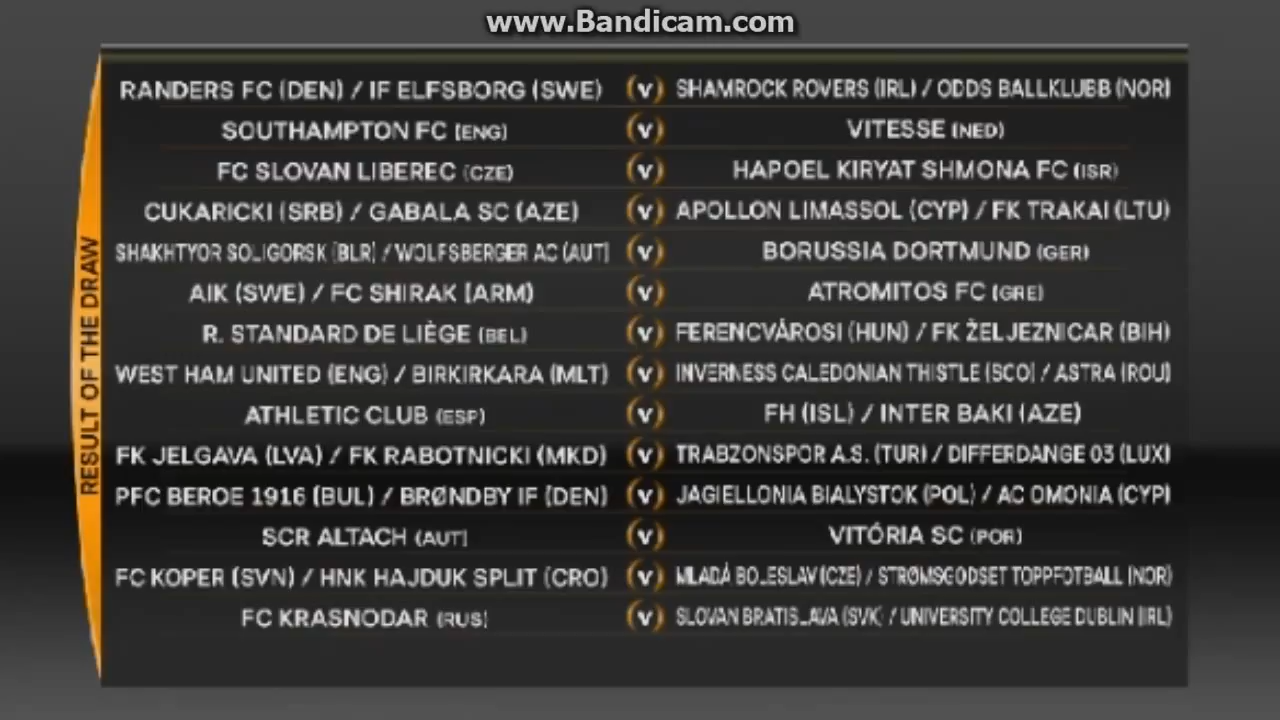 www.Bandicam.com
RESULT OF THE DRAW
RANDERS FC (DEN) / IF ELFSBORG (SWE) (v) SHAMROCK ROVERS (IRL) / ODDS BALLKLUBB (NOR)
SOUTHAMPTON FC (ENG) (v) VITESSE (NED)
FC SLOVAN LIBEREC (CZE) (v) HAPOEL KIRYAT SHMONA FC (ISR)
CUKARICKI (SRB) / GABALA SC (AZE) (v) APOLLON LIMASSOL (CYP) / FK TRAKAI (LTU)
SHAKHTYOR SOLIGORSK (BLR) / WOLFSBERGER AC (AUT) (v) BORUSSIA DORTMUND (GER)
AIK (SWE) / FC SHIRAK (ARM) (v) ATROMITOS FC (GRE)
R. STANDARD DE LIÈGE (BEL) (v) FERENCVÁROSI (HUN) / FK ŽELJEZNICAR (BIH)
WEST HAM UNITED (ENG) / BIRKIRKARA (MLT) (v) INVERNESS CALEDONIAN THISTLE (SCO) / ASTRA (ROU)
ATHLETIC CLUB (ESP) (v) FH (ISL) / INTER BAKI (AZE)
FK JELGAVA (LVA) / FK RABOTNICKI (MKD) (v) TRABZONSPOR A.S. (TUR) / DIFFERDANGE 03 (LUX)
PFC BEROE 1916 (BUL) / BRØNDBY IF (DEN) (v) JAGIELLONIA BIALYSTOK (POL) / AC OMONIA (CYP)
SCR ALTACH (AUT) (v) VITÓRIA SC (POR)
FC KOPER (SVN) / HNK HAJDUK SPLIT (CRO) (v) MLADÁ BOLESLAV (CZE) / STRØMSGODSET TOPPFOTBALL (NOR)
FC KRASNODAR (RUS) (v) SLOVAN BRATISLAVA (SVK) / UNIVERSITY COLLEGE DUBLIN (IRL)